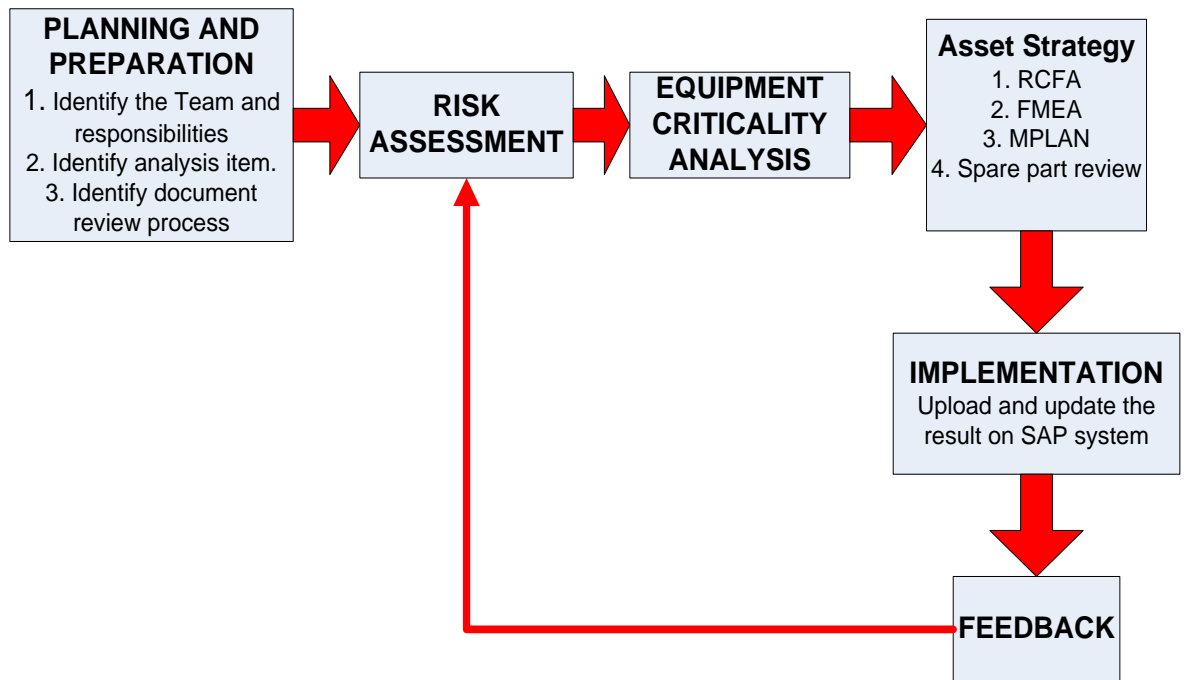 PLANNING AND
PREPARATION
1. Identify the Team and
responsibilities
2. Identify analysis item.
3. Identify document
review process
RISK
ASSESSMENT
EQUIPMENT
CRITICALITY
ANALYSIS
Asset Strategy
1. RCFA
2. FMEA
3. MPLAN
4. Spare part review
IMPLEMENTATION
Upload and update the
result on SAP system
FEEDBACK